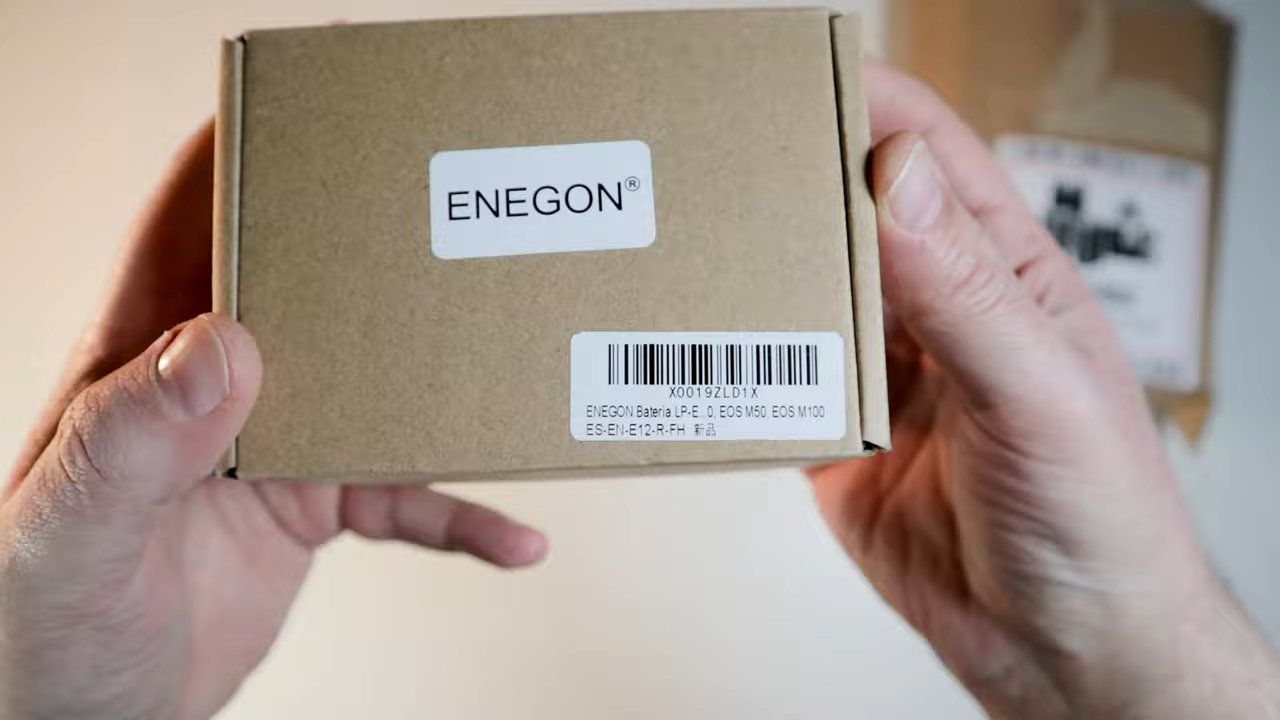 ENEGON®
X0019ZLD1X
ENEGON Bateria LP-E...0, EOS M50, EOS M100
ES-EN-E12-R-FH 新品